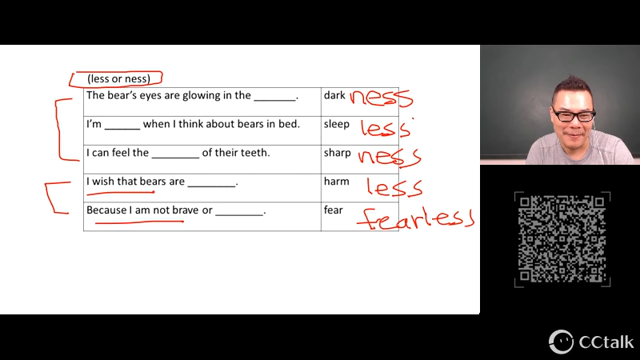 (less or ness)
The bear's eyes are glowing in the _______. dark ness
I'm ______ when I think about bears in bed. sleep less
I can feel the ________ of their teeth. sharp ness
I wish that bears are ________. harm less
Because I am not brave or ________. fear fearless
CCtalk